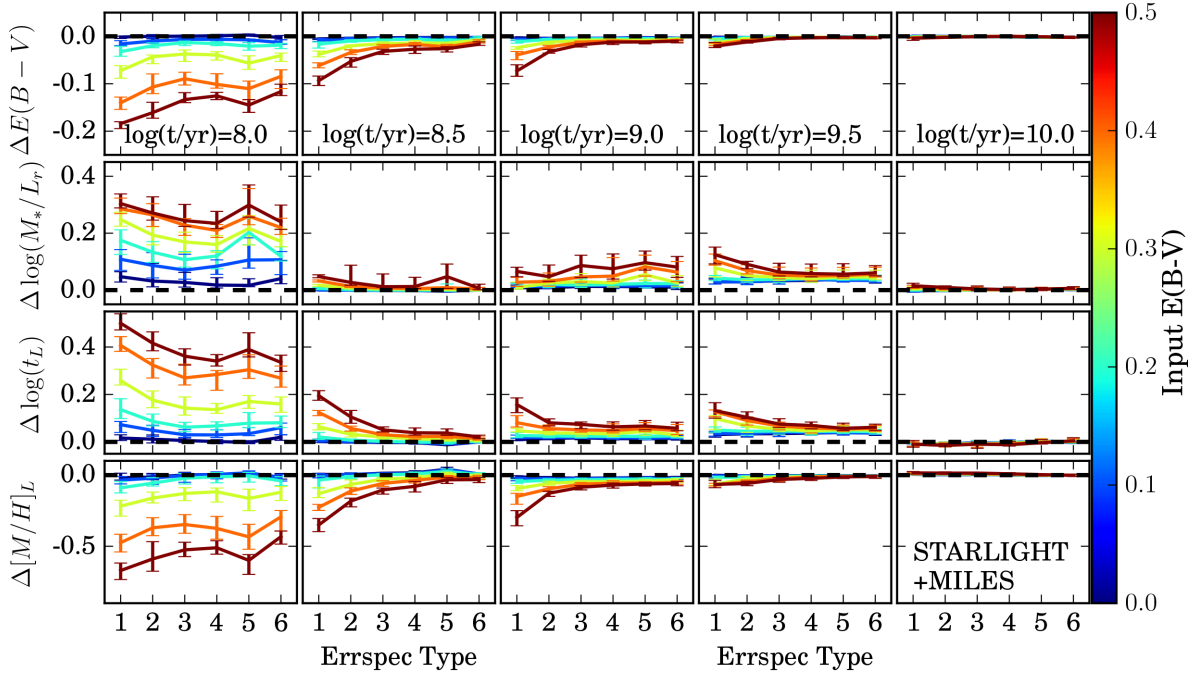 ΔE(B − V)
0.0
-0.1
-0.2
log(t/yr)=8.0
log(t/yr)=8.5
log(t/yr)=9.0
log(t/yr)=9.5
log(t/yr)=10.0
Δlog(M*/Lr)
0.4
0.2
0.0
Δlog(tL)
0.4
0.2
0.0
Δ[M/H]L
0.0
-0.5
STARLIGHT
+MILES
1 2 3 4 5 6
1 2 3 4 5 6
1 2 3 4 5 6
1 2 3 4 5 6
1 2 3 4 5 6
Errspec Type
Errspec Type
0.5
0.4
0.3
0.2
0.1
0.0
Input E(B-V)